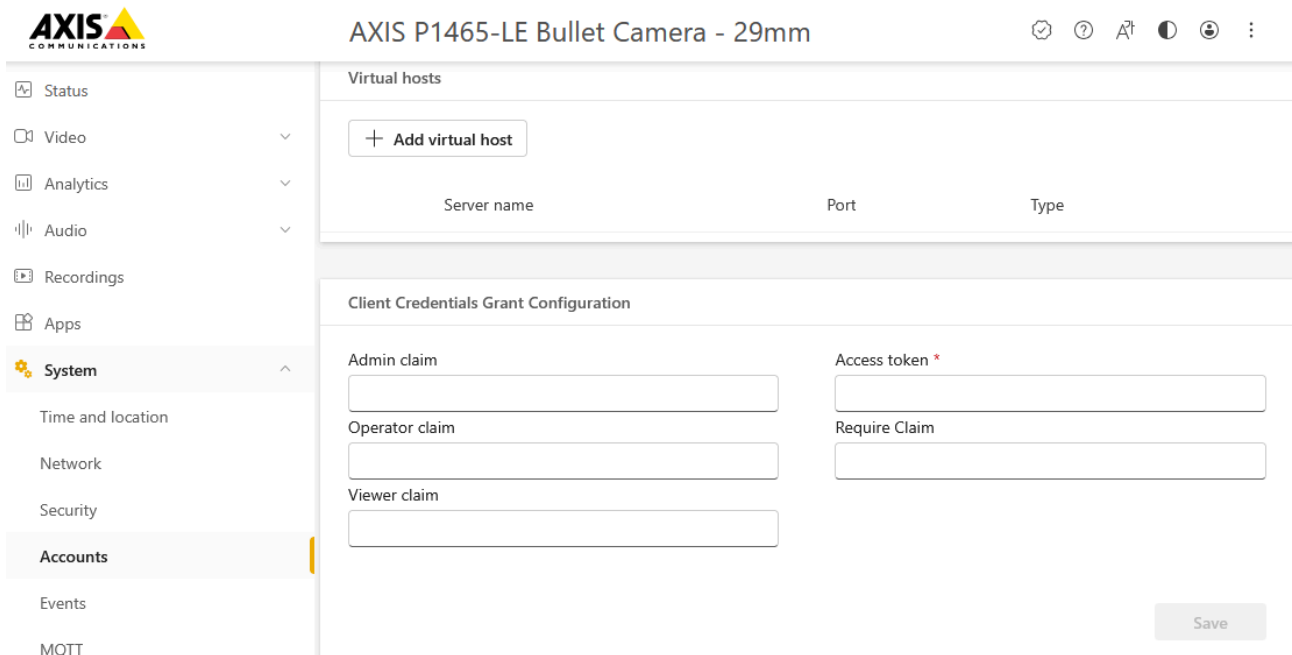 AXIS
COMMUNICATIONS
AXIS P1465-LE Bullet Camera - 29mm
Status
Video
Analytics
Audio
Recordings
Apps
System
Time and location
Network
Security
Accounts
Events
MQTT
Virtual hosts
Add virtual host
Server name Port Type
Client Credentials Grant Configuration
Admin claim
Access token *
Operator claim
Require Claim
Viewer claim
Save